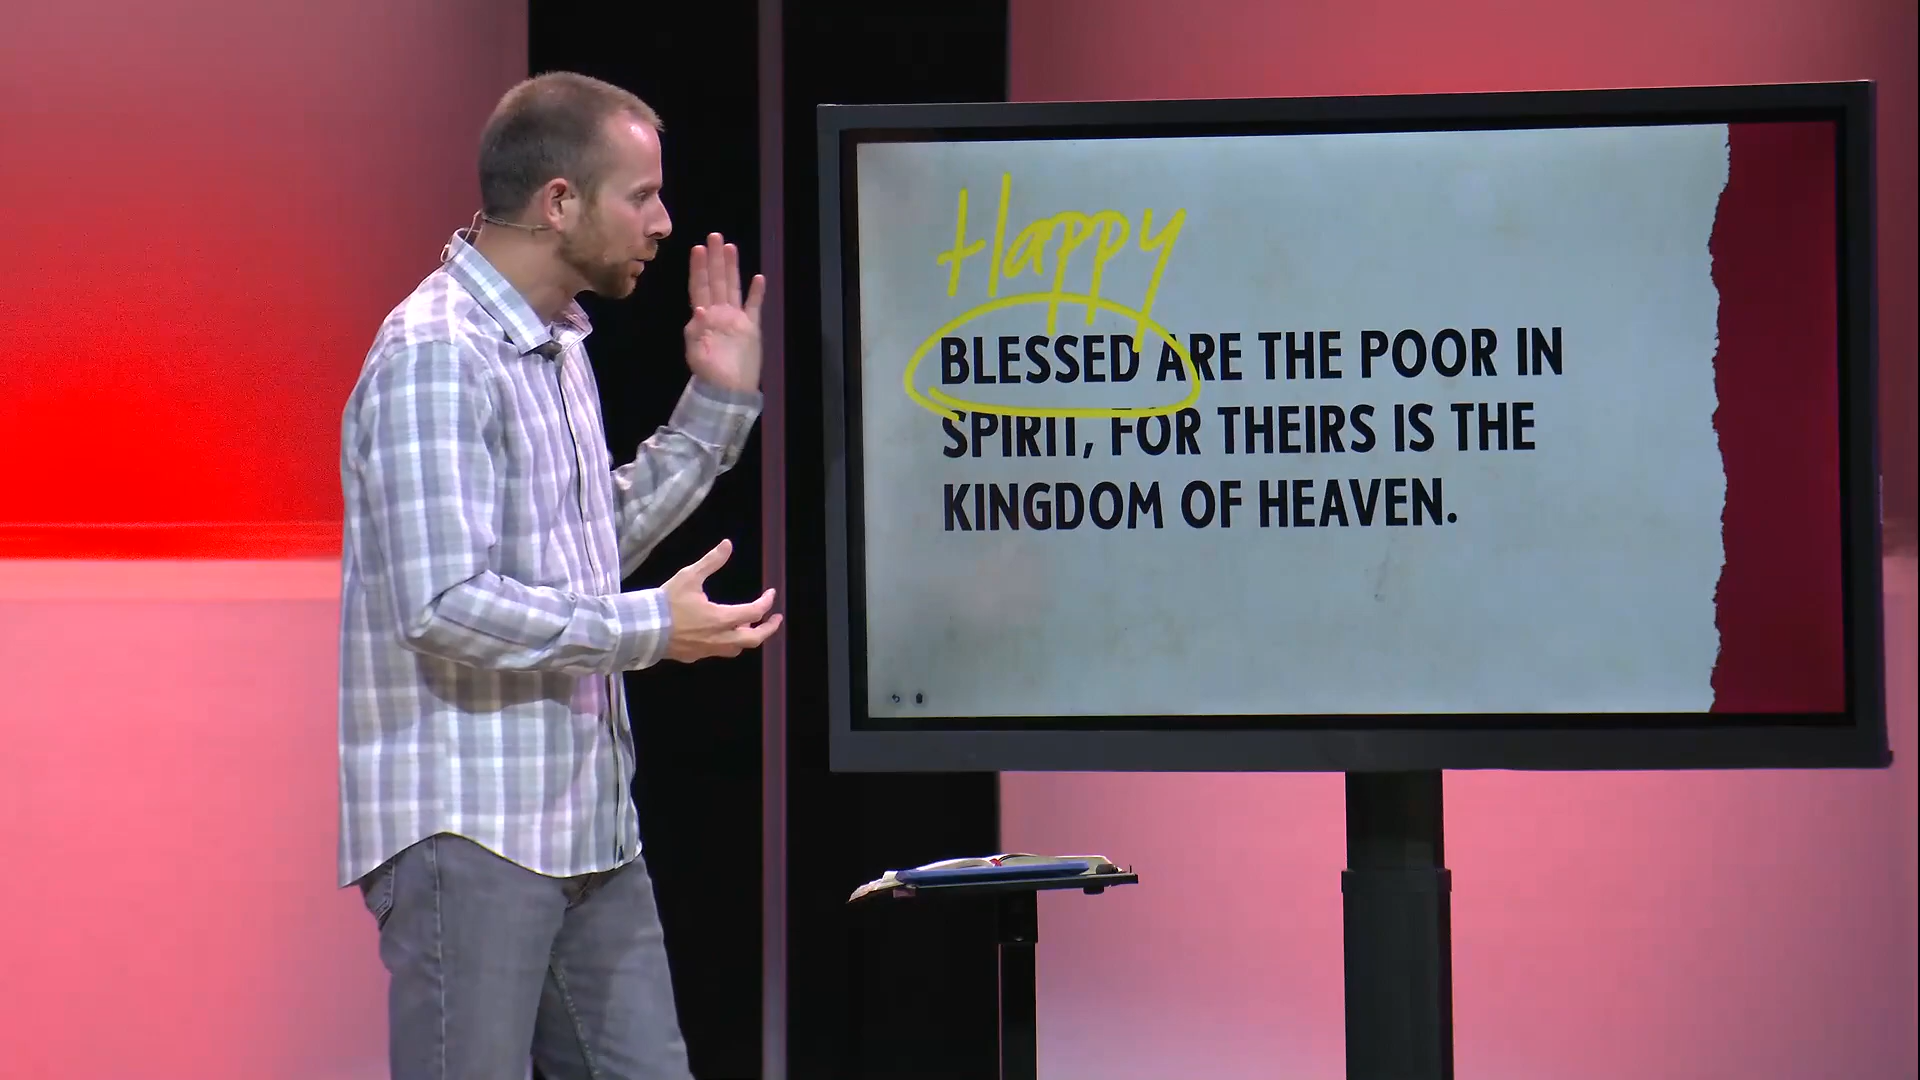 Happy
BLESSED ARE THE POOR IN
SPIRIT, FOR THEIRS IS THE
KINGDOM OF HEAVEN.